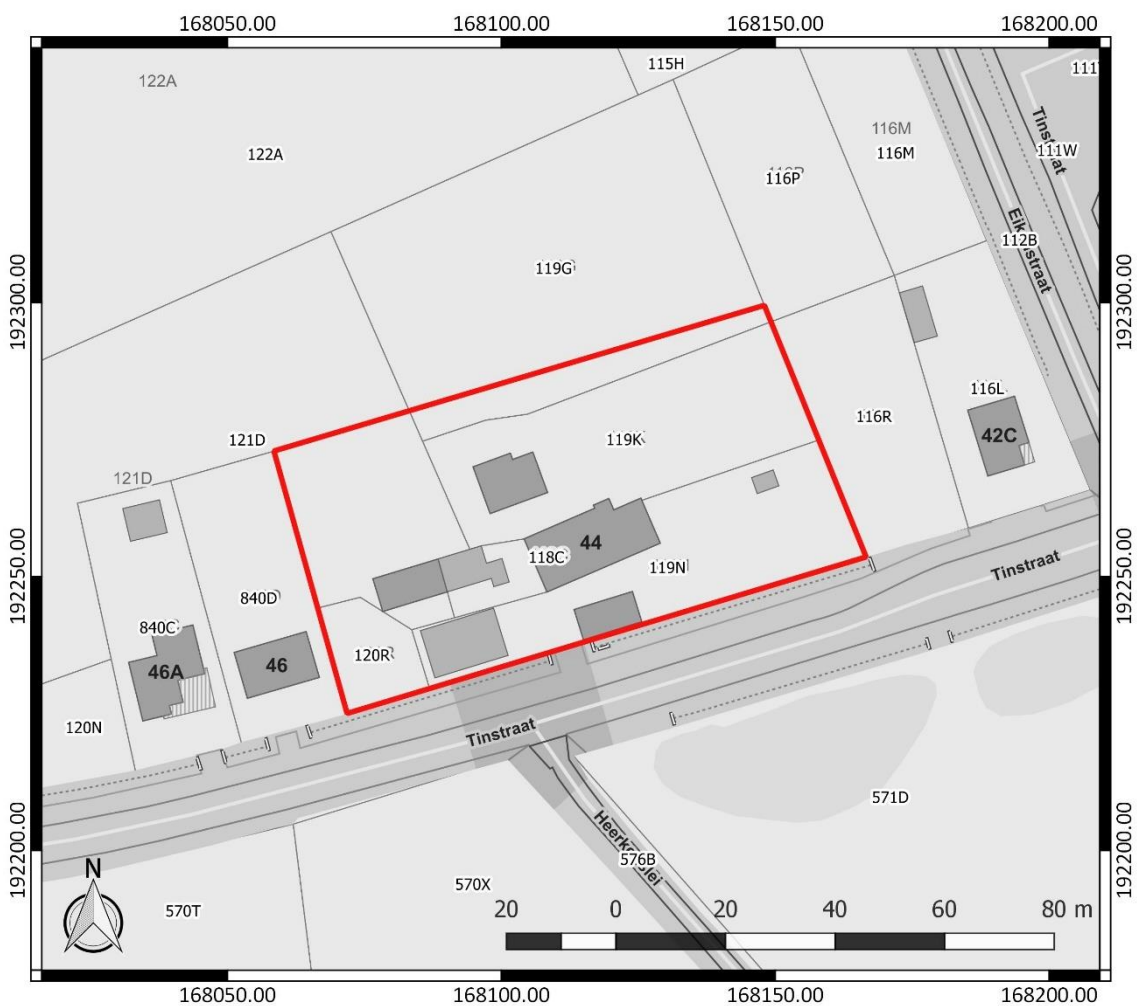 168050.00
168100.00
168150.00
168200.00
115H
111
122A
122A
116M
116M
111W
Tinstraat
116P
112B
119G
192300.00
192300.00
116L
42C
121D
116R
119K
121D
44
118C
119N
192250.00
192250.00
Tinstraat
840D
840C
46
46A
120R
120N
Tinstraat
571D
576B
192200.00
192200.00
N
570X
570T
20
0
20
40
60
80 m
168050.00
168100.00
168150.00
168200.00